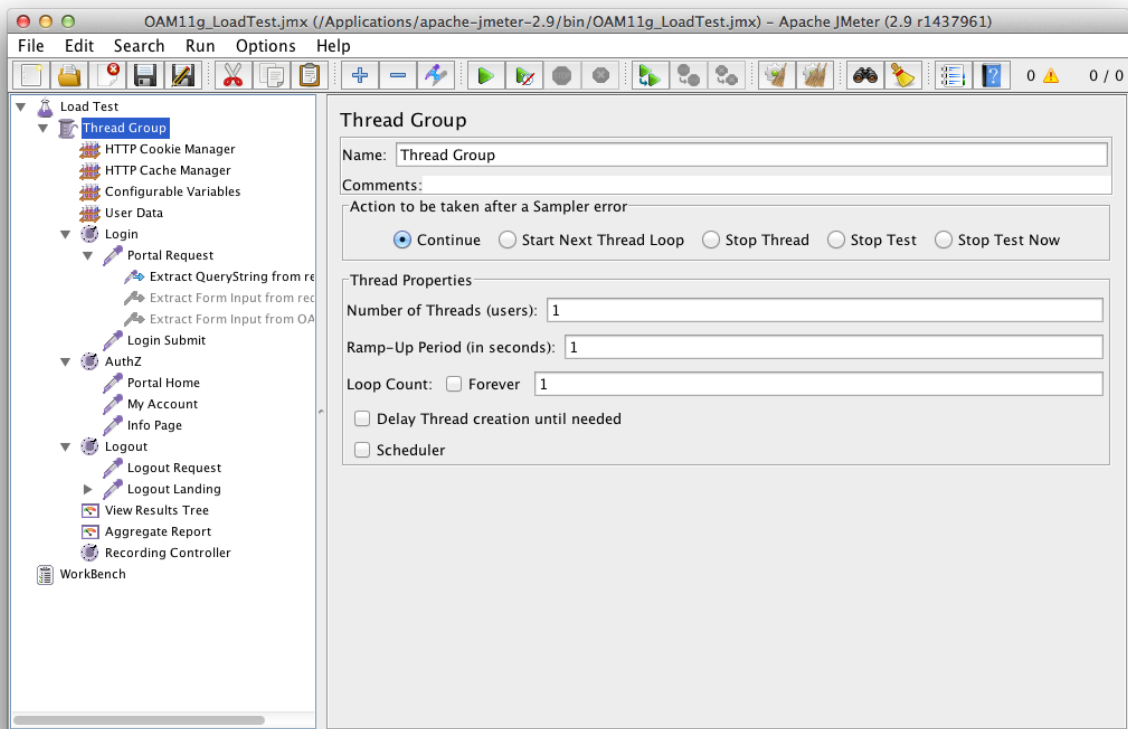 OAM11g_LoadTest.jmx (/Applications/apache-jmeter-2.9/bin/OAM11g_LoadTest.jmx) – Apache JMeter (2.9 r1437961)
File Edit Search Run Options Help
0 0 / 0
Load Test
Thread Group
HTTP Cookie Manager
HTTP Cache Manager
Configurable Variables
User Data
Login
Portal Request
Extract QueryString from re
Extract Form Input from rec
Extract Form Input from OA
Login Submit
AuthZ
Portal Home
My Account
Info Page
Logout
Logout Request
Logout Landing
View Results Tree
Aggregate Report
Recording Controller
WorkBench
Thread Group
Name: Thread Group
Comments:
Action to be taken after a Sampler error
Continue Start Next Thread Loop Stop Thread Stop Test Stop Test Now
Thread Properties
Number of Threads (users): 1
Ramp-Up Period (in seconds): 1
Loop Count: Forever 1
Delay Thread creation until needed
Scheduler